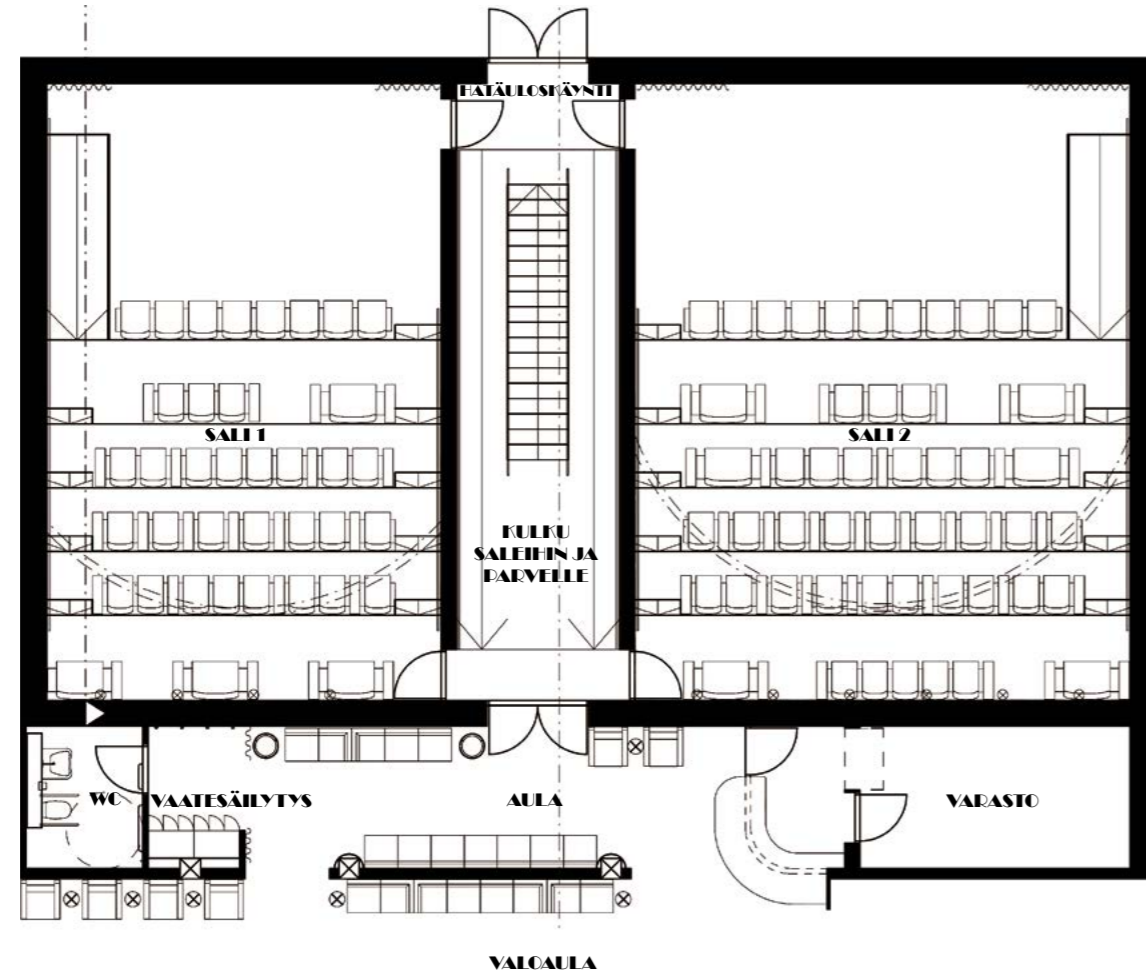 HATÄULOSKÄYNTI
SALI 1
SALI 2
KULKU
SALEIHIN JA
PARVELLE
WC
VAATESÄILYTYS
AULA
VARASTO
VALOAULA